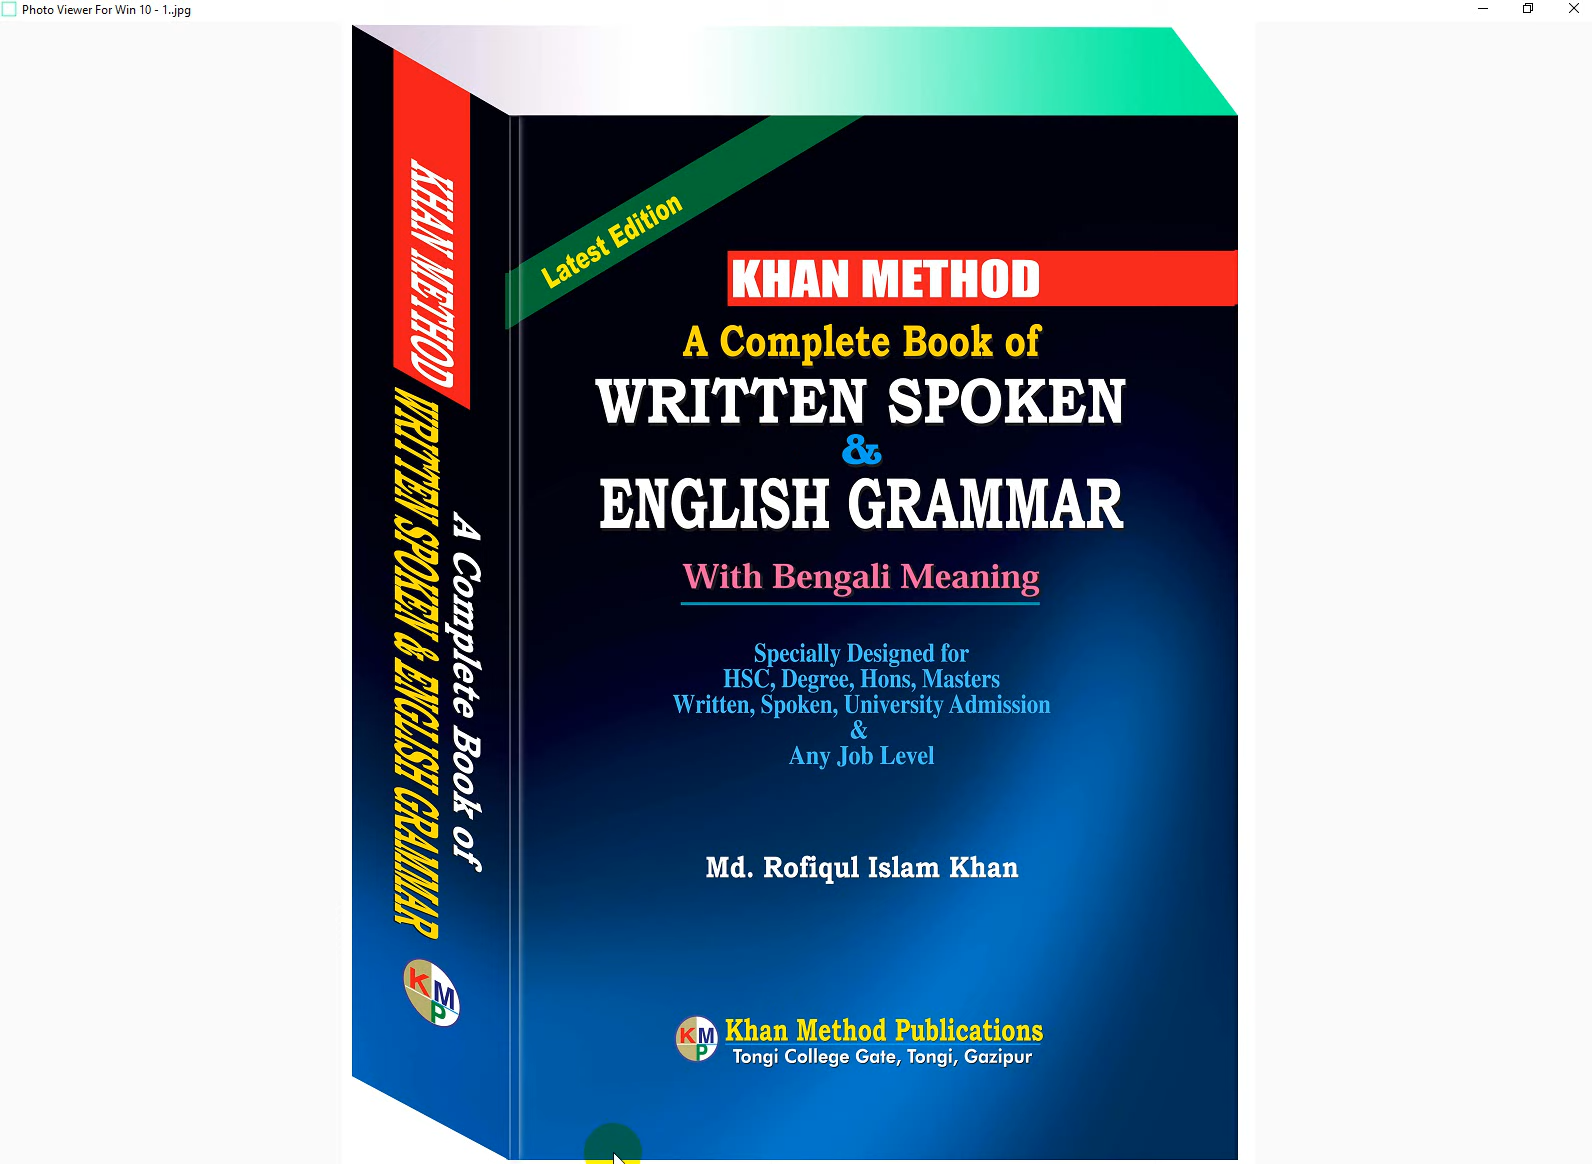 Photo Viewer For Win 10 - 1..jpg
Latest Edition
KHAN METHOD
A Complete Book of
WRITTEN SPOKEN
&
ENGLISH GRAMMAR
With Bengali Meaning
Specially Designed for
HSC, Degree, Hons, Masters
Written, Spoken, University Admission
&
Any Job Level
Md. Rofiqul Islam Khan
KMP
Khan Method Publications
Tongi College Gate, Tongi, Gazipur
KHAN METHOD
A Complete Book of
WRITTEN SPOKEN & ENGLISH GRAMMAR
KMP